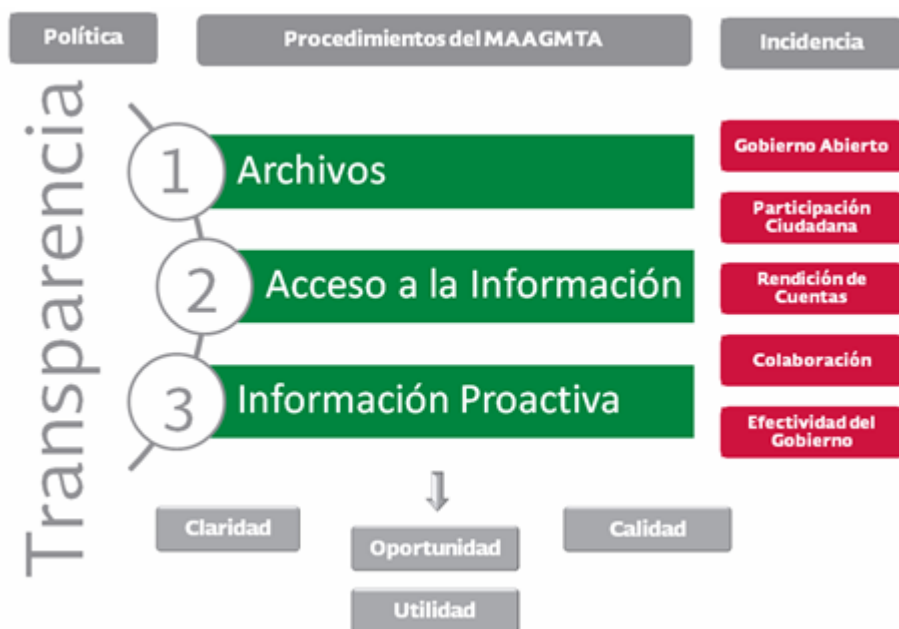 Política
Procedimientos del MAAGMTA
Incidencia
Transparencia
1
Archivos
2
Acceso a la Información
3
Información Proactiva
Gobierno Abierto
Participación
Ciudadana
Rendición de
Cuentas
Colaboración
Efectividad del
Gobierno
Claridad
Oportunidad
Calidad
Utilidad